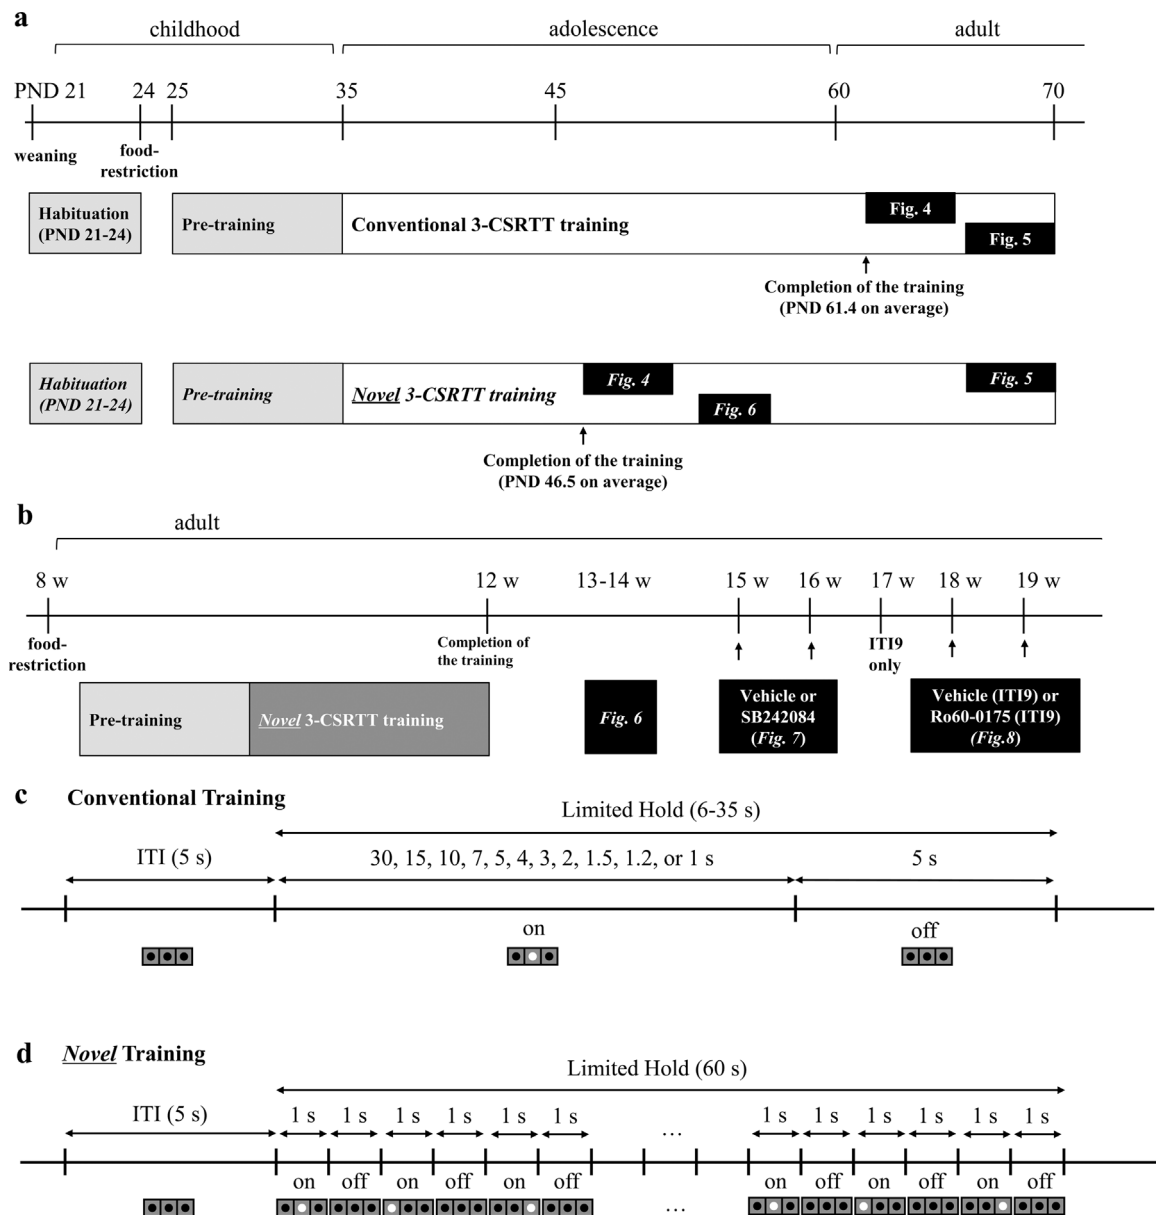 a
childhood
adolescence
adult
PND 21
24
25
35
45
60
70
weaning
food-
restriction
Habituation
(PND 21-24)
Pre-training
Conventional 3-CSRTT training
Fig. 4
Fig. 5
Completion of the training
(PND 61.4 on average)
Habituation
(PND 21-24)
Pre-training
Novel 3-CSRTT training
Fig. 4
Fig. 6
Fig. 5
Completion of the training
(PND 46.5 on average)
b
adult
8 w
12 w
13-14 w
15 w
16 w
17 w
18 w
19 w
food-
restriction
Completion of
the training
ITI9
only
Pre-training
Novel 3-CSRTT training
Fig. 6
Vehicle or
SB242084
(Fig. 7)
Vehicle (ITI9) or
Ro60-0175 (ITI9)
(Fig.8)
c
Conventional Training
Limited Hold (6-35 s)
ITI (5 s)
30, 15, 10, 7, 5, 4, 3, 2, 1.5, 1.2, or 1 s
5 s
on
off
d
Novel Training
Limited Hold (60 s)
ITI (5 s)
1 s 1 s 1 s 1 s 1 s 1 s ... 1 s 1 s 1 s 1 s 1 s 1 s
on off on off on off on off on off on off
...